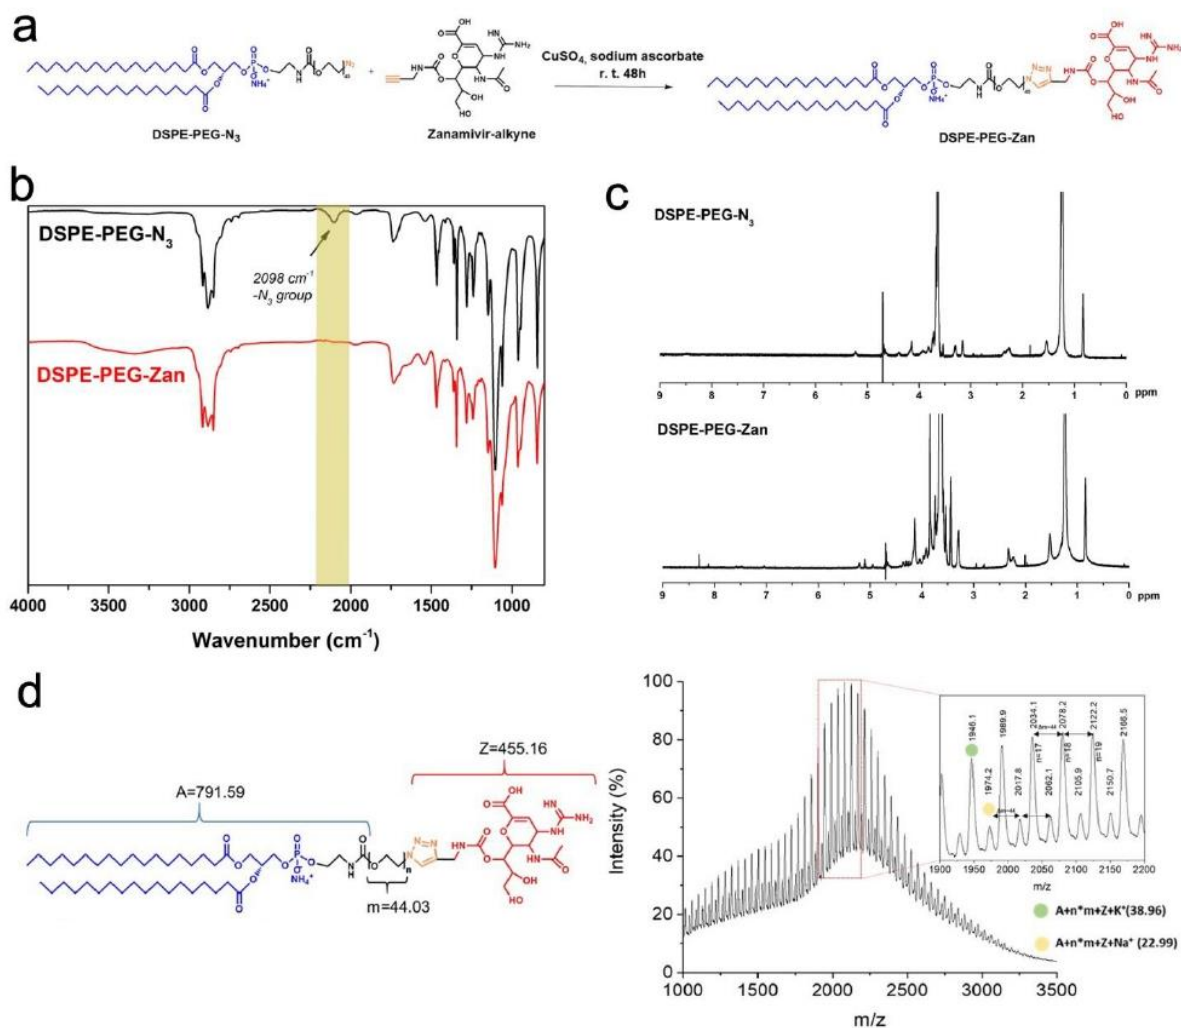 a
CuSO₄, sodium ascorbate
r. t. 48h
DSPE-PEG-N₃
Zanamivir-alkyne
DSPE-PEG-Zan
b
DSPE-PEG-N₃
2098 cm⁻¹
-N₃ group
DSPE-PEG-Zan
4000 3500 3000 2500 2000 1500 1000
Wavenumber (cm⁻¹)
c
DSPE-PEG-N₃
9 8 7 6 5 4 3 2 1 0
ppm
DSPE-PEG-Zan
9 8 7 6 5 4 3 2 1 0
ppm
d
A=791.59
Z=455.16
m=44.03
n
Intensity (%)
100
80
60
40
20
0
1000 1500 2000 2500 3000 3500
m/z
1946.1
1974.2
1989.9
2017.8
2034.1
2062.1
2078.2
2105.9
2122.2
2150.7
2166.5
Δm=44
n=17
n=18
n=19
Δm=44
1900 1950 2000 2050 2100 2150 2200
m/z
A+n*m+Z+K⁺(38.96)
A+n*m+Z+Na⁺ (22.99)